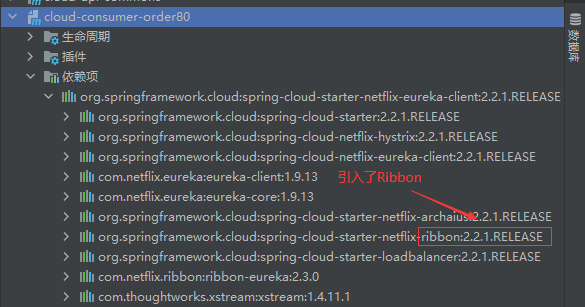 cloud-consumer-order80
生命周期
插件
依赖项
org.springframework.cloud:spring-cloud-starter-netflix-eureka-client:2.2.1.RELEASE
org.springframework.cloud:spring-cloud-starter:2.2.1.RELEASE
org.springframework.cloud:spring-cloud-netflix-hystrix:2.2.1.RELEASE
org.springframework.cloud:spring-cloud-netflix-eureka-client:2.2.1.RELEASE
com.netflix.eureka:eureka-client:1.9.13
引入了Ribbon
com.netflix.eureka:eureka-core:1.9.13
org.springframework.cloud:spring-cloud-starter-netflix-archaius:2.2.1.RELEASE
org.springframework.cloud:spring-cloud-starter-netflix-ribbon:2.2.1.RELEASE
org.springframework.cloud:spring-cloud-starter-loadbalancer:2.2.1.RELEASE
com.netflix.ribbon:ribbon-eureka:2.3.0
com.thoughtworks.xstream:xstream:1.4.11.1
数据库